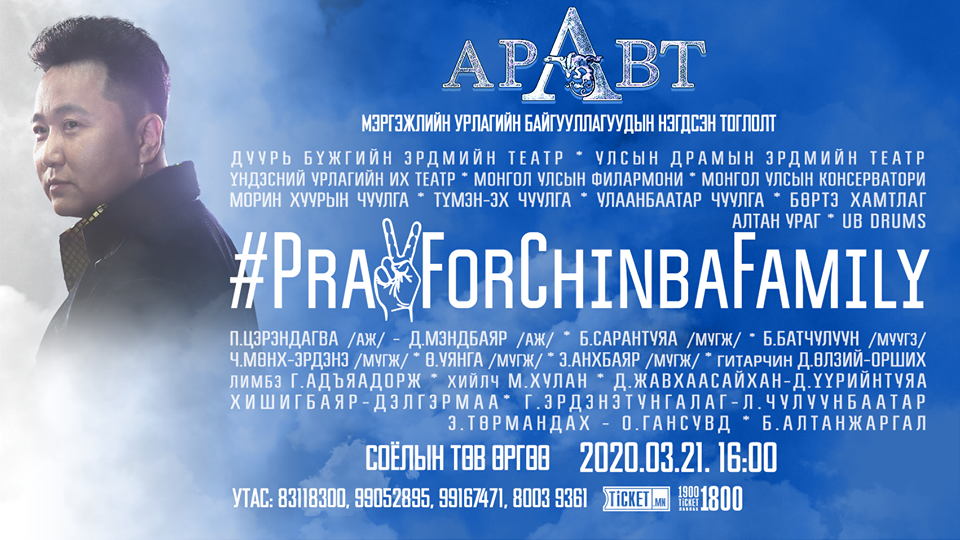 АРАВТ
МЭРГЭЖЛИЙН УРЛАГИЙН БАЙГУУЛЛАГУУДЫН НЭГДСЭН ТОГЛОЛТ
ДУУРЬ БҮЖГИЙН ЭРДМИЙН ТЕАТР * УЛСЫН ДРАМЫН ЭРДМИЙН ТЕАТР
ҮНДЭСНИЙ УРЛАГИЙН ИХ ТЕАТР * МОНГОЛ УЛСЫН ФИЛАРМОНИ * МОНГОЛ УЛСЫН КОНСЕРВАТОРИ
МОРИН ХУУРЫН ЧУУЛГА * ТҮМЭН-ЭХ ЧУУЛГА * УЛААНБААТАР ЧУУЛГА * БӨРТЭ ХАМТЛАГ
АЛТАН УРАГ * UB DRUMS
#PRAYFORCHINBAFAMILY
П.ЦЭРЭНДАГВА /АЖ/ - Д.МЭНДБАЯР /АЖ/ * Б.САРАНТУЯА /МУГЖ/ * Б.БАТЧУЛУУН /МУУГЗ/
Ч.МӨНХ-ЭРДЭНЭ /МУГЖ/ * Ө.УЯНГА /МУГЖ/ * Э.АНХБАЯР /МУГЖ/ * ГИТАРЧИН Д.ӨЛЗИЙ-ОРШИХ
ЛИМБЭ Г.АДЪЯАДОРЖ * ХИЙЛЧ М.ХУЛАН * Д.ЖАВХААСАЙХАН-Д.ҮҮРИЙНТУЯА
ХИШИГБАЯР-ДЭЛГЭРМАА * Г.ЭРДЭНЭТУНГАЛАГ-Л.ЧУЛУУНБААТАР
Э.ТӨРМАНДАХ - О.ГАНСУВД * Б.АЛТАНЖАРГАЛ
СОЁЛЫН ТӨВ ӨРГӨӨ 2020.03.21. 16:00
УТАС: 83118300, 99052895, 99167471, 8003 9361 TICKET.MN 1900 TICKET 1800